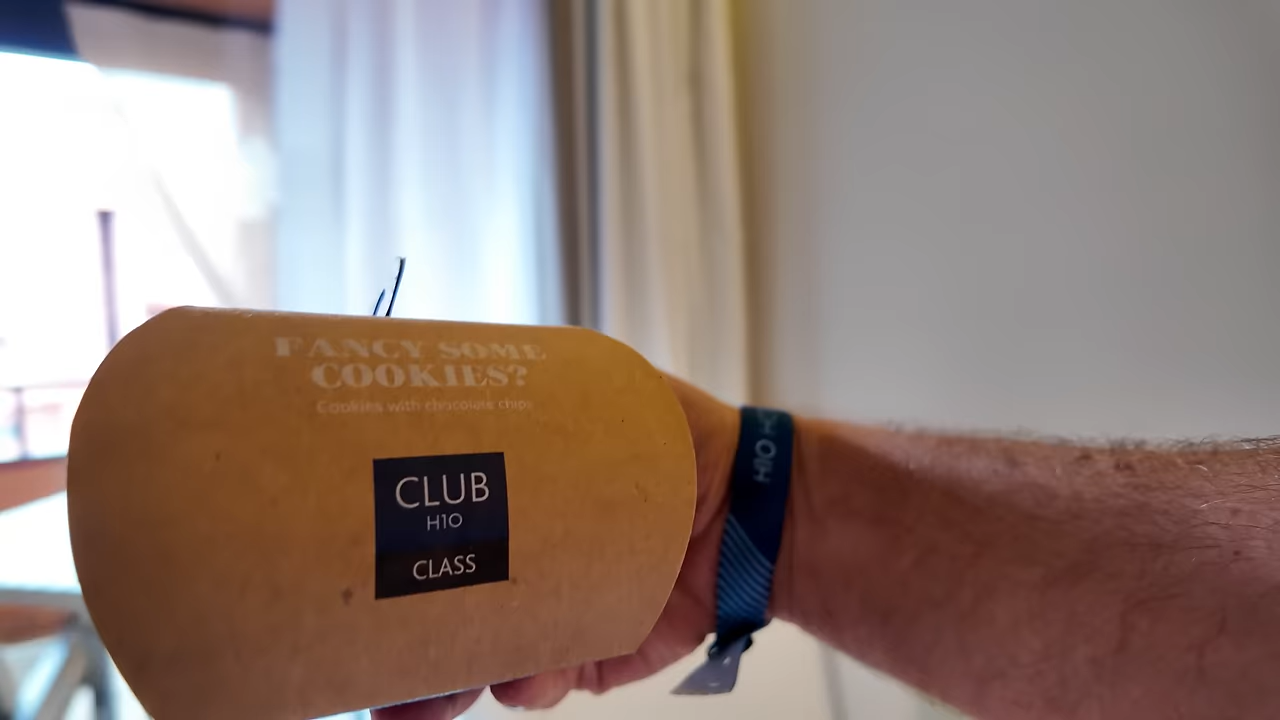 FANCY SOME
COOKIES?
Cookies with chocolate chips
CLUB
H10
CLASS
H10